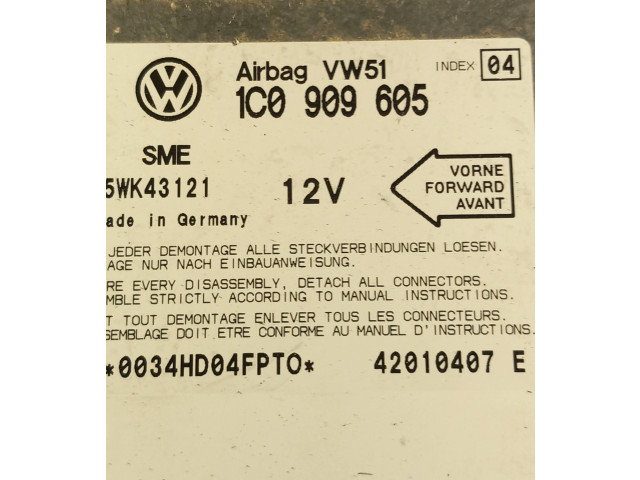 VW
Airbag VW51 INDEX 04
1C0 909 605
SME
5WK43121 12V
VORNE
FORWARD
AVANT
ade in Germany
JEDER DEMONTAGE ALLE STECKVERBINDUNGEN LOESEN.
AGE NUR NACH EINBAUANWEISUNG.
RE EVERY DISASSEMBLY, DETACH ALL CONNECTORS.
MBLE STRICTLY ACCORDING TO MANUAL INSTRUCTIONS.
T TOUT DEMONTAGE ENLEVER TOUS LES CONNECTEURS.
SEMBLAGE DOIT ETRE CONFORME AU MANUEL D'INSTRUCTIONS.
*0034HD04FPTO* 42010407 E